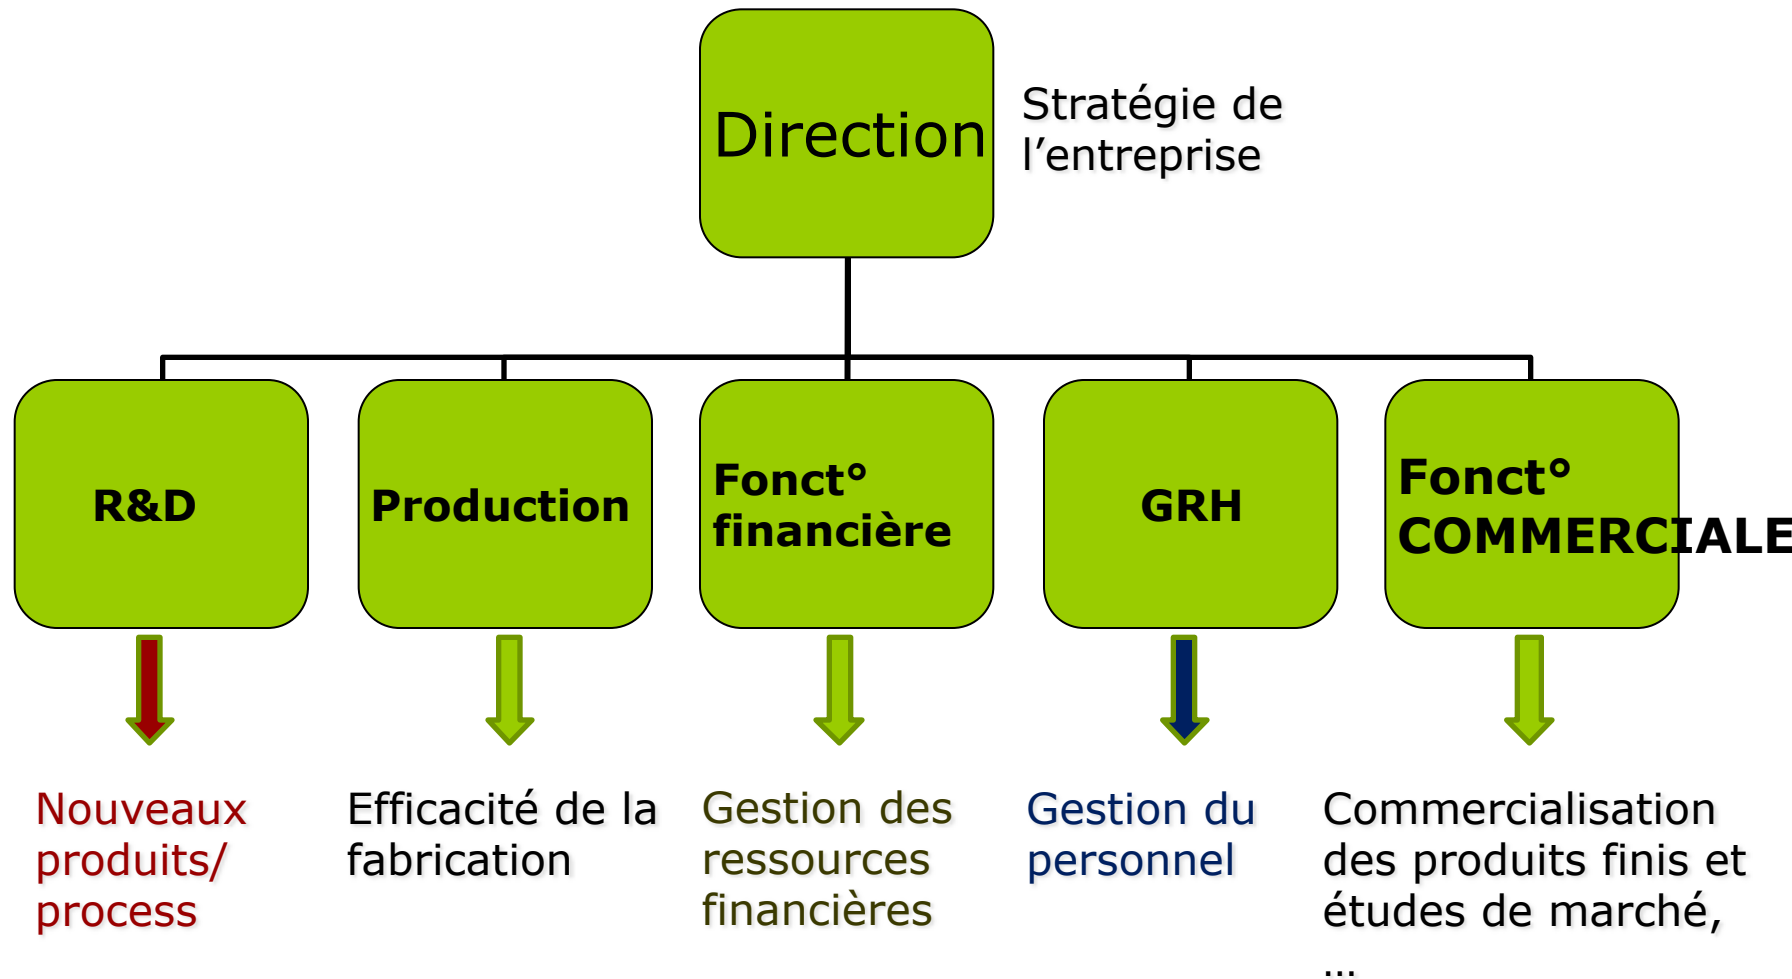 Direction
Stratégie de
l’entreprise
R&D
Production
Fonct°
financière
GRH
Fonct°
COMMERCIALE
Nouveaux
produits/
process
Efficacité de la
fabrication
Gestion des
ressources
financières
Gestion du
personnel
Commercialisation
des produits finis et
études de marché,
…